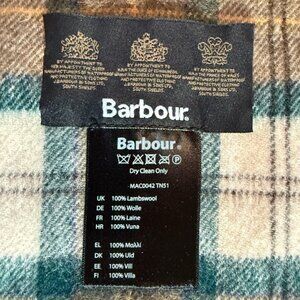 BY APPOINTMENT TO
HER MAJESTY THE QUEEN
MANUFACTURERS OF WATERPROOF
AND PROTECTIVE CLOTHING
J BARBOUR & SONS LTD
SOUTH SHIELDS
BY APPOINTMENT TO
HRH THE DUKE OF EDINBURGH
MANUFACTURERS OF WATERPROOF
AND PROTECTIVE CLOTHING
J BARBOUR & SONS LTD
SOUTH SHIELDS
BY APPOINTMENT TO
HRH THE PRINCE OF WALES
MANUFACTURERS OF WATERPROOF
AND PROTECTIVE CLOTHING
J BARBOUR & SONS LTD
SOUTH SHIELDS
Barbour.
Barbour®
Dry Clean Only
MAC0042 TN51
UK 100% Lambswool
DE 100% Wolle
FR 100% Laine
HR 100% Vuna
EL 100% Μαλλί
DK 100% Uld
EE 100% Vill
FI 100% Villa